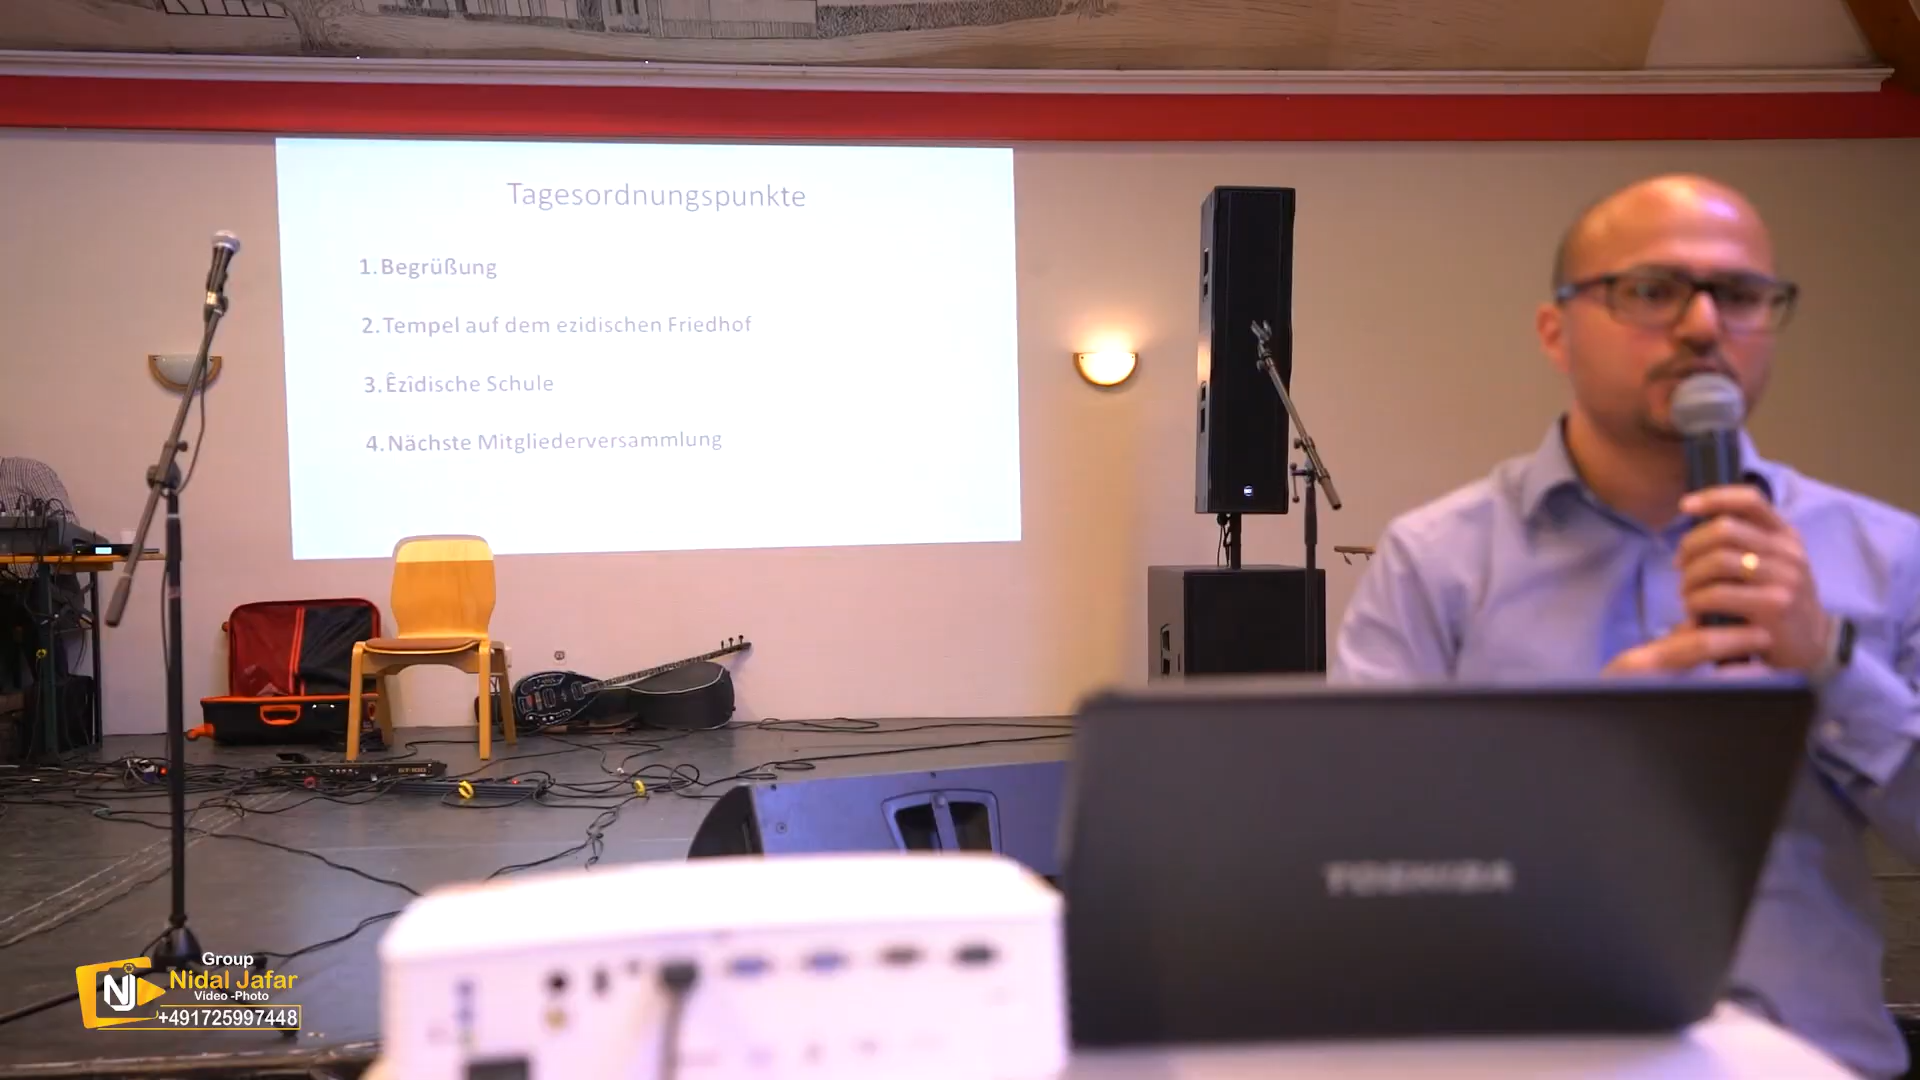 Tagesordnungspunkte
1. Begrüßung
2. Tempel auf dem ezidischen Friedhof
3. Êzîdische Schule
4. Nächste Mitgliederversammlung
TOSHIBA
Group
Nidal Jafar
Video -Photo
+491725997448
NJ